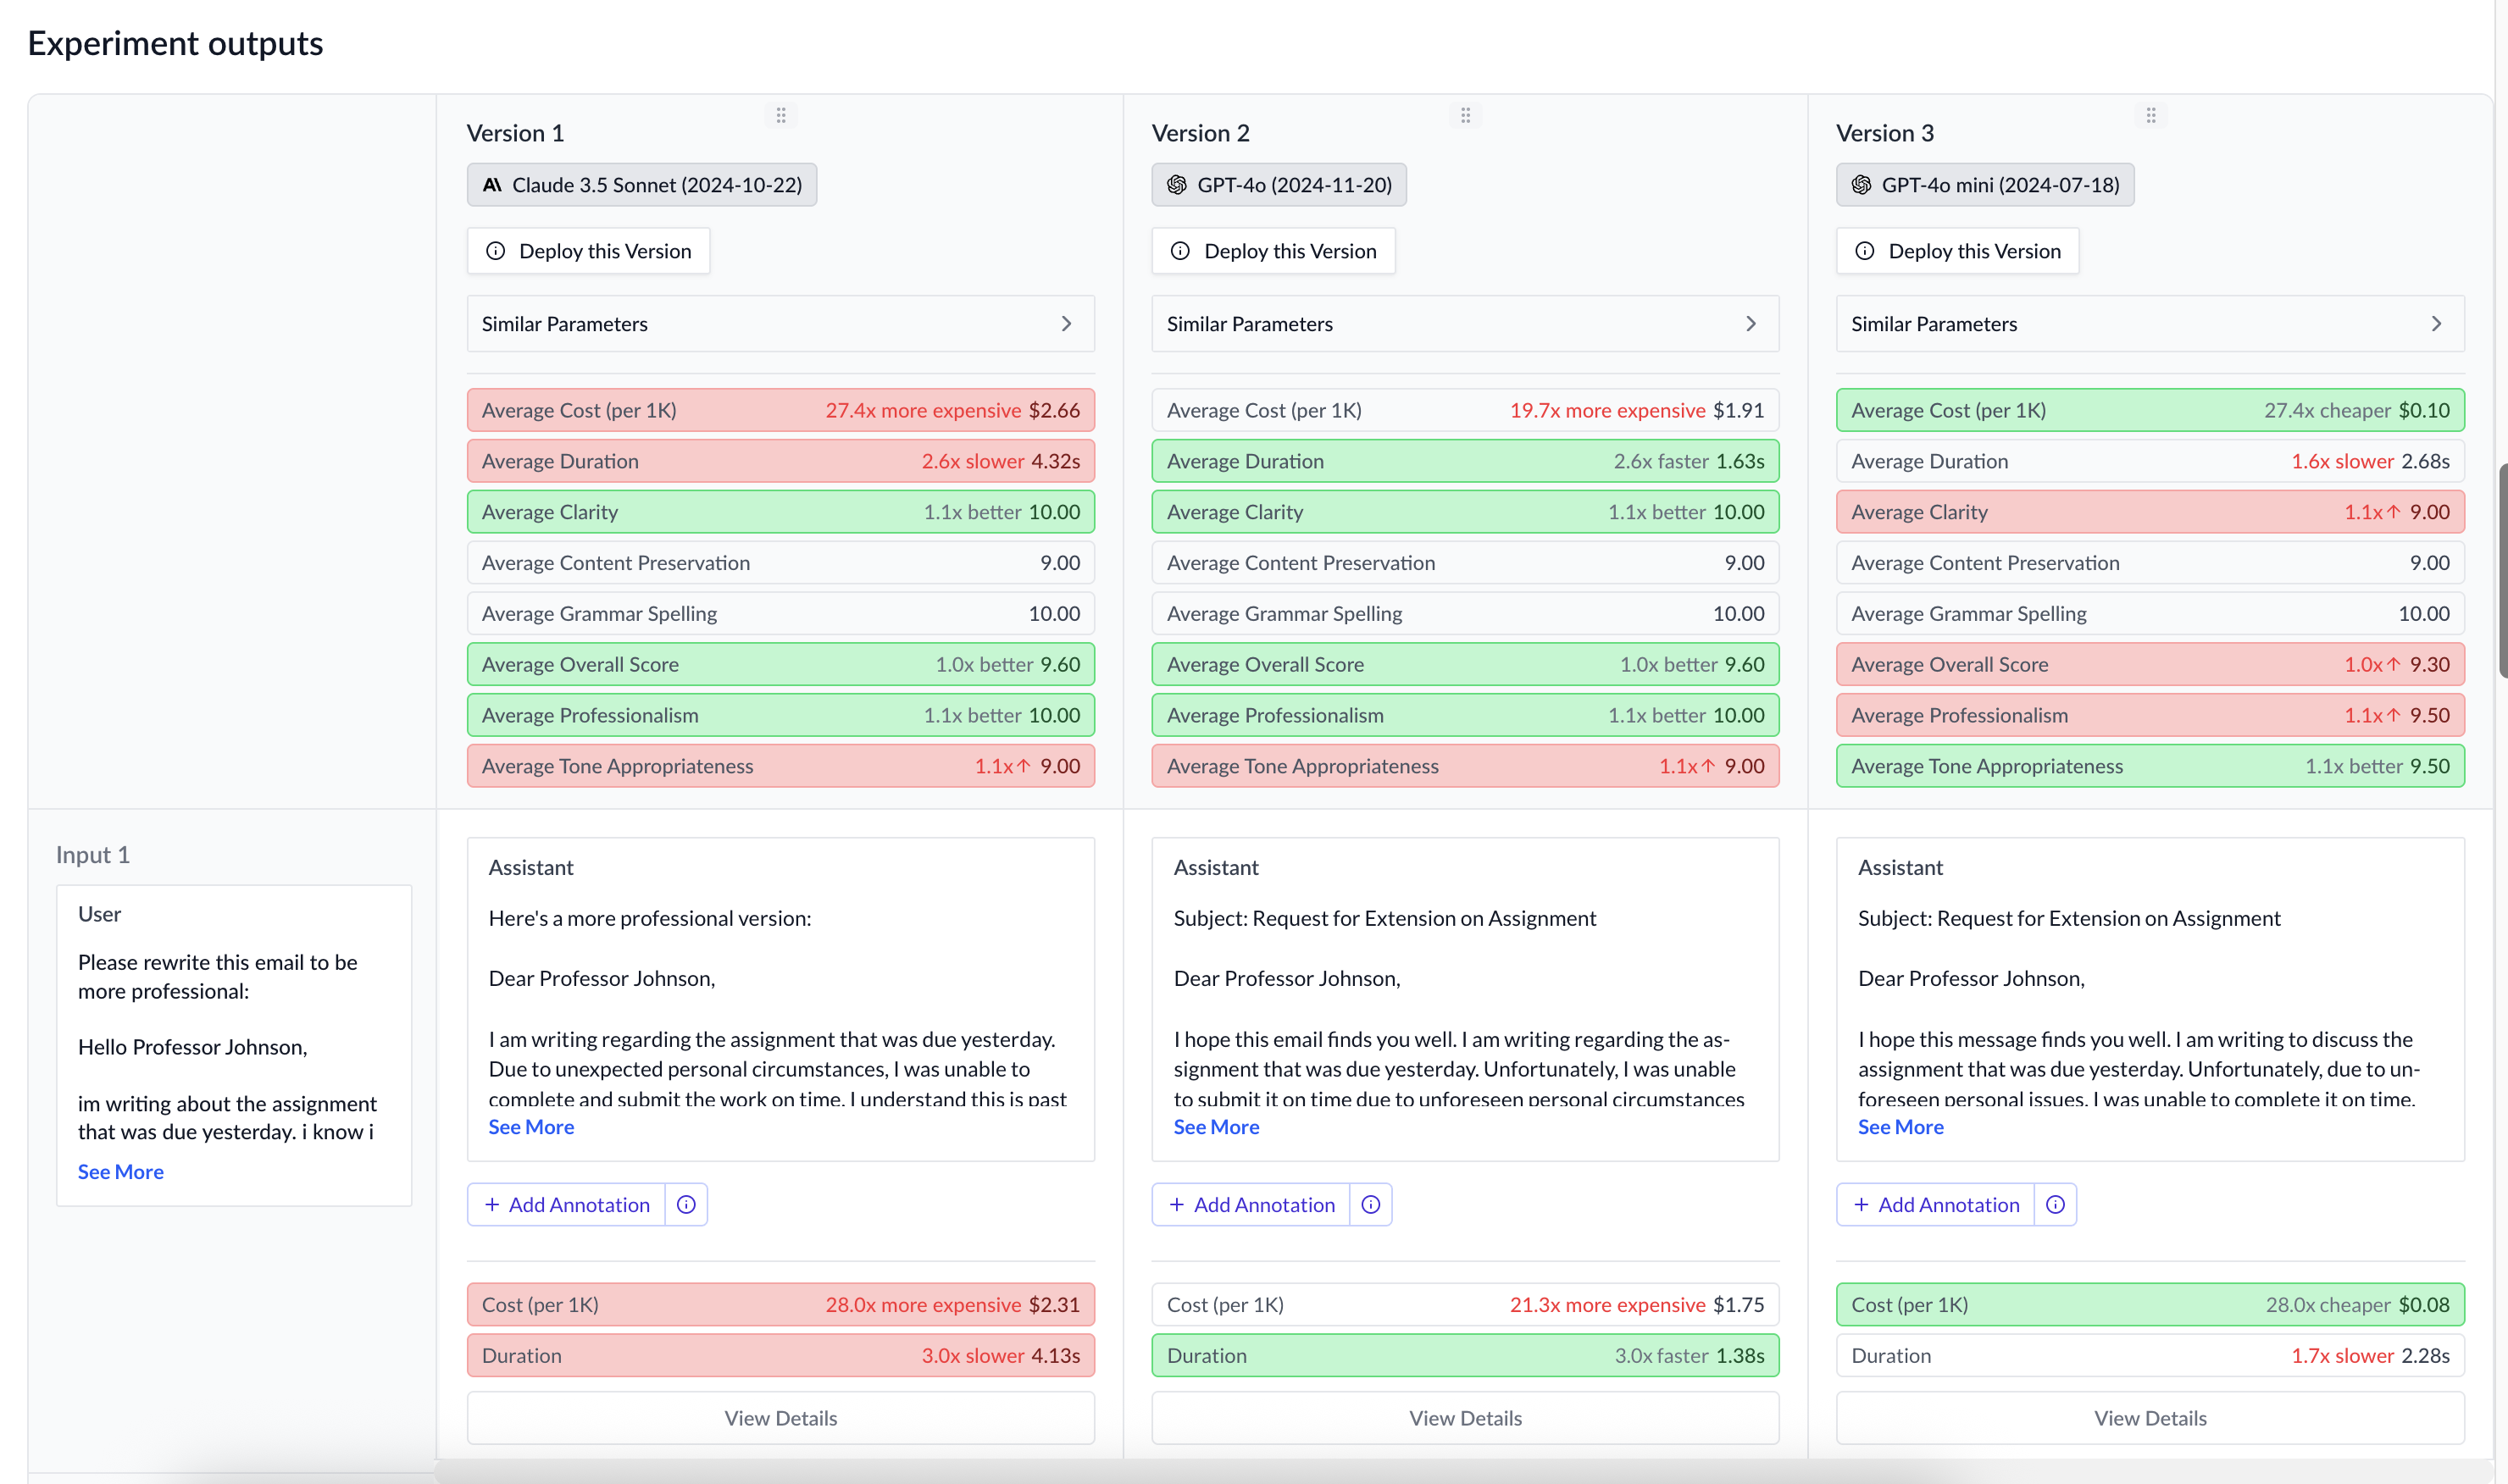 Experiment outputs
Version 1
Claude 3.5 Sonnet (2024-10-22)
Deploy this Version
Similar Parameters
Average Cost (per 1K) 27.4x more expensive $2.66
Average Duration 2.6x slower 4.32s
Average Clarity 1.1x better 10.00
Average Content Preservation 9.00
Average Grammar Spelling 10.00
Average Overall Score 1.0x better 9.60
Average Professionalism 1.1x better 10.00
Average Tone Appropriateness 1.1x↑ 9.00
Version 2
GPT-4o (2024-11-20)
Deploy this Version
Similar Parameters
Average Cost (per 1K) 19.7x more expensive $1.91
Average Duration 2.6x faster 1.63s
Average Clarity 1.1x better 10.00
Average Content Preservation 9.00
Average Grammar Spelling 10.00
Average Overall Score 1.0x better 9.60
Average Professionalism 1.1x better 10.00
Average Tone Appropriateness 1.1x↑ 9.00
Version 3
GPT-4o mini (2024-07-18)
Deploy this Version
Similar Parameters
Average Cost (per 1K) 27.4x cheaper $0.10
Average Duration 1.6x slower 2.68s
Average Clarity 1.1x↑ 9.00
Average Content Preservation 9.00
Average Grammar Spelling 10.00
Average Overall Score 1.0x↑ 9.30
Average Professionalism 1.1x↑ 9.50
Average Tone Appropriateness 1.1x better 9.50
Input 1
User
Please rewrite this email to be
more professional:
Hello Professor Johnson,
im writing about the assignment
that was due yesterday. i know i
See More
Assistant
Here's a more professional version:
Dear Professor Johnson,
I am writing regarding the assignment that was due yesterday.
Due to unexpected personal circumstances, I was unable to
complete and submit the work on time. I understand this is past
See More
+ Add Annotation
Cost (per 1K) 28.0x more expensive $2.31
Duration 3.0x slower 4.13s
View Details
Assistant
Subject: Request for Extension on Assignment
Dear Professor Johnson,
I hope this email finds you well. I am writing regarding the as-
signment that was due yesterday. Unfortunately, I was unable
to submit it on time due to unforeseen personal circumstances
See More
+ Add Annotation
Cost (per 1K) 21.3x more expensive $1.75
Duration 3.0x faster 1.38s
View Details
Assistant
Subject: Request for Extension on Assignment
Dear Professor Johnson,
I hope this message finds you well. I am writing to discuss the
assignment that was due yesterday. Unfortunately, due to un-
foreseen personal issues, I was unable to complete it on time.
See More
+ Add Annotation
Cost (per 1K) 28.0x cheaper $0.08
Duration 1.7x slower 2.28s
View Details